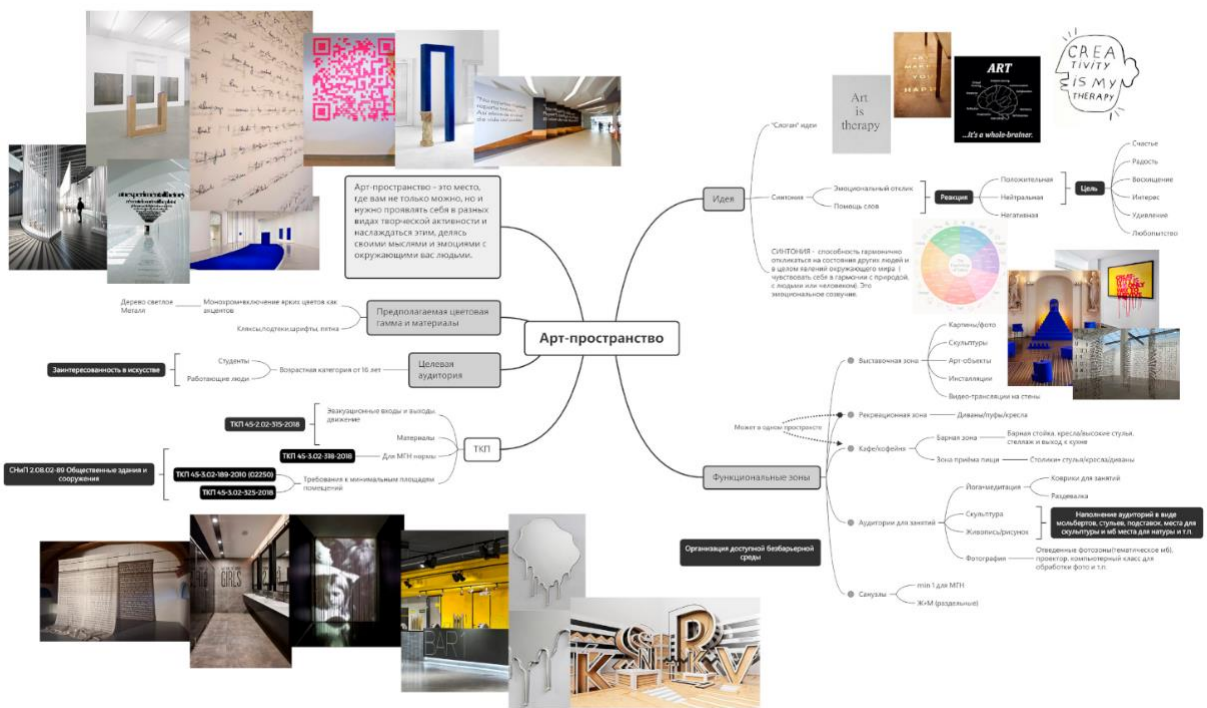 Арт-пространство
Арт-пространство - это место,
где вам не только можно, но и
нужно проявлять себя в разных
видах творческой активности и
наслаждаться этим, делясь
своими мыслями и эмоциями с
окружающими вас людьми.
Предполагаемая цветовая
гамма и материалы
Монохром+включение ярких цветов как
акцентов
Дерево светлое
Металл
Кляксы,подтеки,шрифты, пятна
Целевая
аудитория
Возрастная категория от 16 лет
Студенты
Работающие люди
Заинтересованность в искусстве
ТКП
Эвакуационные входы и выходы,
движение
Материалы
ТКП 45-2.02-315-2018
Для МГН нормы
ТКП 45-3.02-318-2018
Требования к минимальным площадям
помещений
ТКП 45-3.02-189-2010 (02250)
ТКП 45-3.02-325-2018
СНиП 2.08.02-89 Общественные здания и
сооружения
BAR1
GIRLS
Идея
"Слоган" идеи
Art
is
therapy
ART
...it's a whole-brainer.
CREA
TIVITY
IS MY
THERAPY
Синтония
Эмоциональный отклик
Помощь слов
Реакция
Положительная
Нейтральная
Негативная
Цель
Счастье
Радость
Восхищение
Интерес
Удивление
Любопытство
СИНТОНИЯ - способность гармонично
откликаться на состояния других людей и
в целом явлений окружающего мира (
чувствовать себя в гармонии с природой,
с людьми или человеком). Это
эмоциональное созвучие.
Функциональные зоны
Выставочная зона
Картины/фото
Скульптуры
Арт-объекты
Инсталляции
Видео-трансляции на стены
Может в одном пространсте
Рекреационная зона
Диваны/пуфы/кресла
Кафе/кофейня
Барная зона
Барная стойка, кресла/высокие стулья,
стеллаж и выход к кухне
Зона приёма пищи
Столики+ стулья/кресла/диваны
Аудитории для занятий
Йога+медитация
Коврики для занятий
Раздевалка
Скульптура
Живопись/рисунок
Наполнение аудиторий в виде
мольбертов, стульев, подставок, места для
скульптуры и мб места для натуры и т.п.
Фотография
Отведенные фотозоны(тематическое мб),
проектор, компьютерный класс для
обработки фото и т.п.
Организация доступной безбарьерной
среды
Санузлы
min 1 для МГН
Ж+М (раздельные)